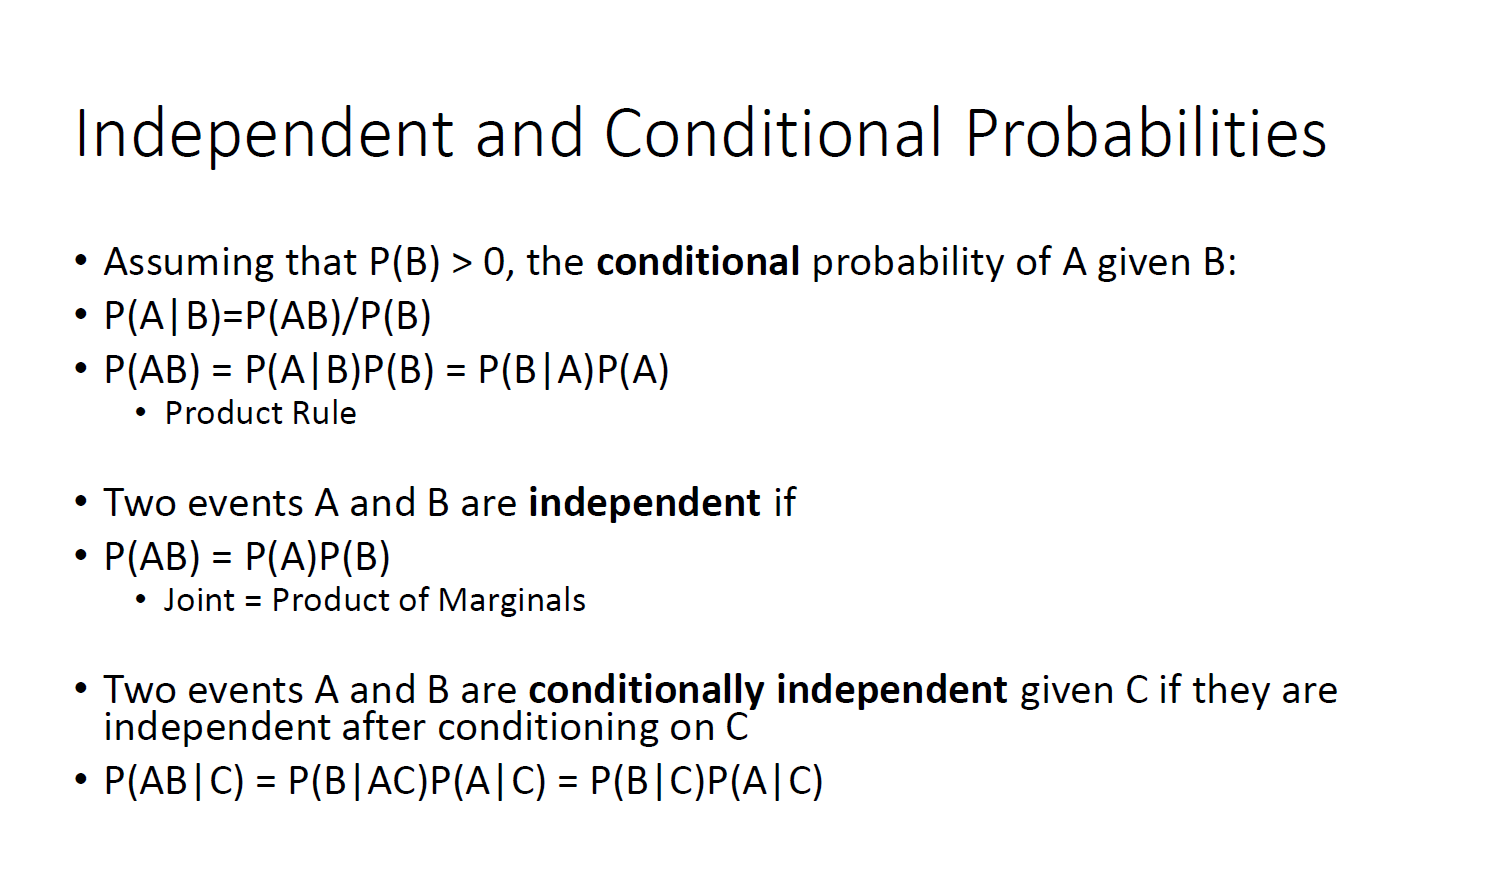 Independent and Conditional Probabilities
• Assuming that P(B) > 0, the conditional probability of A given B:
• P(A|B)=P(AB)/P(B)
• P(AB) = P(A|B)P(B) = P(B|A)P(A)
• Product Rule
• Two events A and B are independent if
• P(AB) = P(A)P(B)
• Joint = Product of Marginals
• Two events A and B are conditionally independent given C if they are
independent after conditioning on C
• P(AB|C) = P(B|AC)P(A|C) = P(B|C)P(A|C)